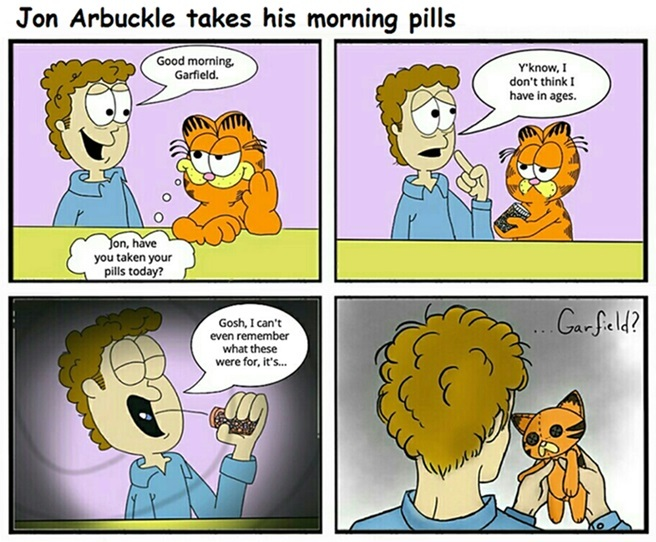 Jon Arbuckle takes his morning pills
Good morning,
Garfield.
Jon, have
you taken your
pills today?
Y'know, I
don't think I
have in ages.
Gosh, I can't
even remember
what these
were for, it's...
...Garfield?